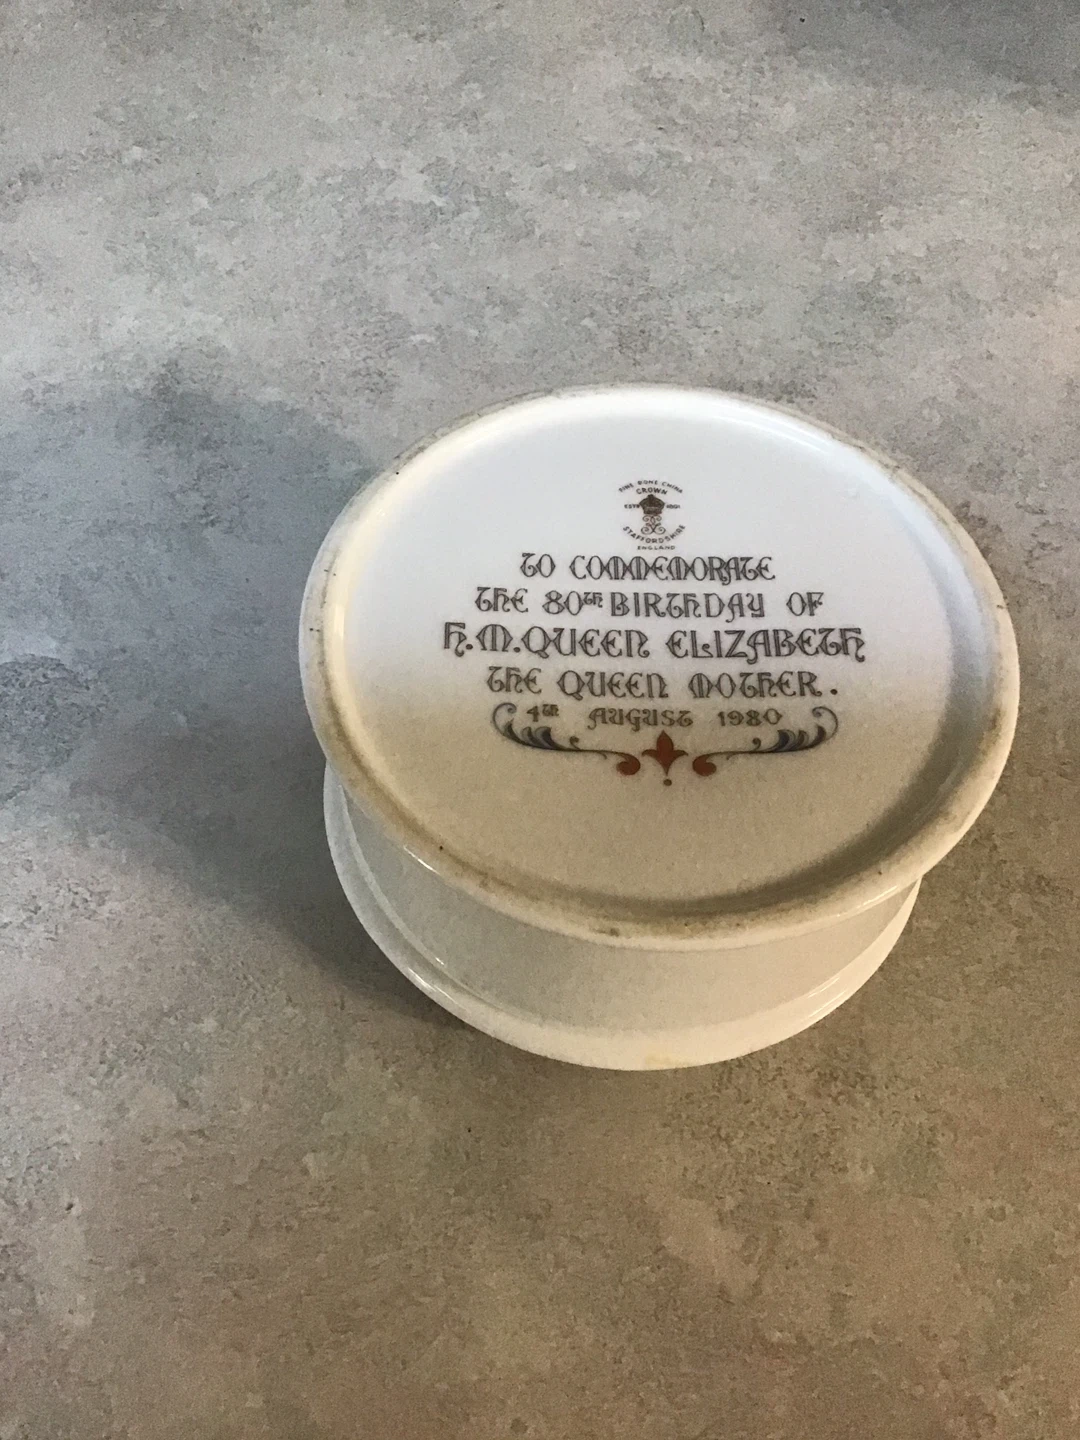 FINE BONE CHINA
CROWN
ESTD 1801
STAFFORDSHIRE
ENGLAND
TO COMMEMORATE
THE 80th BIRTHDAY OF
H.M. QUEEN ELIZABETH
THE QUEEN MOTHER.
4th AUGUST 1980